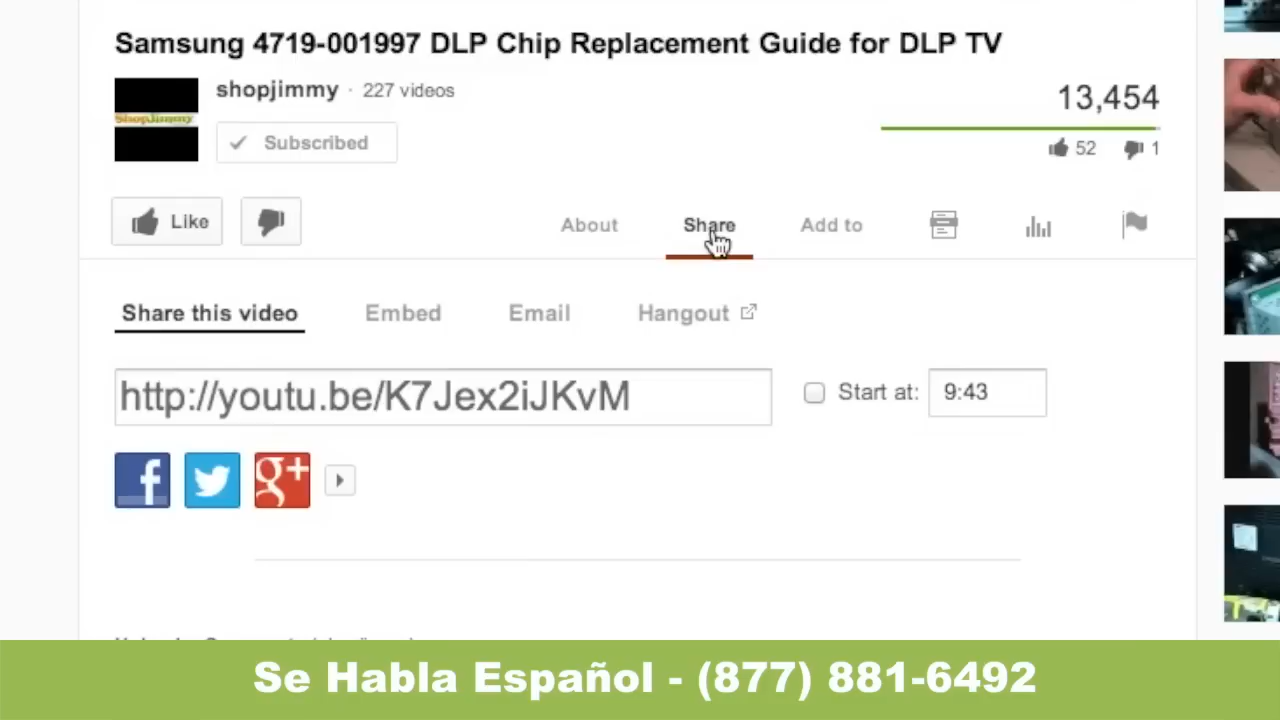 Samsung 4719-001997 DLP Chip Replacement Guide for DLP TV
shopjimmy · 227 videos
ShopJimmy
Subscribed
13,454
52 1
Like
About Share Add to
Share this video Embed Email Hangout
http://youtu.be/K7Jex2iJKvM
Start at: 9:43
Se Habla Español - (877) 881-6492